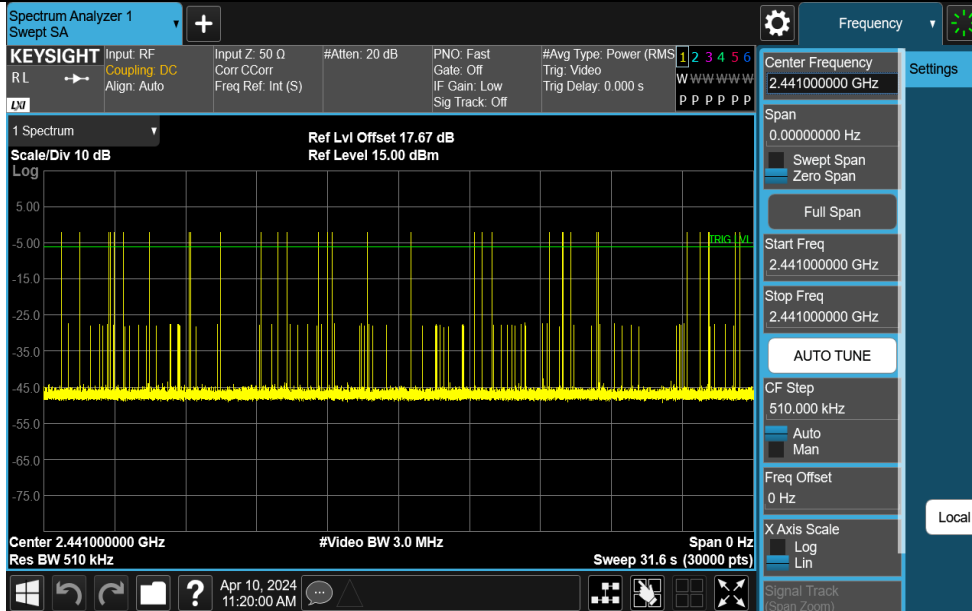 Spectrum Analyzer 1
Swept SA
+
Frequency
KEYSIGHT
RL
LXI
Input: RF
Coupling: DC
Align: Auto
Input Z: 50 Ω
Corr CCorr
Freq Ref: Int (S)
#Atten: 20 dB
PNO: Fast
Gate: Off
IF Gain: Low
Sig Track: Off
#Avg Type: Power (RMS
Trig: Video
Trig Delay: 0.000 s
1 2 3 4 5 6
W W W W W W
P P P P P P
1 Spectrum
Scale/Div 10 dB
Log
Ref Lvl Offset 17.67 dB
Ref Level 15.00 dBm
5.00
-5.00
-15.0
-25.0
-35.0
-45.0
-55.0
-65.0
-75.0
TRIG LVL
Center 2.441000000 GHz
Res BW 510 kHz
#Video BW 3.0 MHz
Span 0 Hz
Sweep 31.6 s (30000 pts)
Center Frequency
2.441000000 GHz
Span
0.00000000 Hz
Swept Span
Zero Span
Full Span
Start Freq
2.441000000 GHz
Stop Freq
2.441000000 GHz
AUTO TUNE
CF Step
510.000 kHz
Auto
Man
Freq Offset
0 Hz
X Axis Scale
Log
Lin
Signal Track
(Span Zoom)
Settings
Local
?
Apr 10, 2024
11:20:00 AM